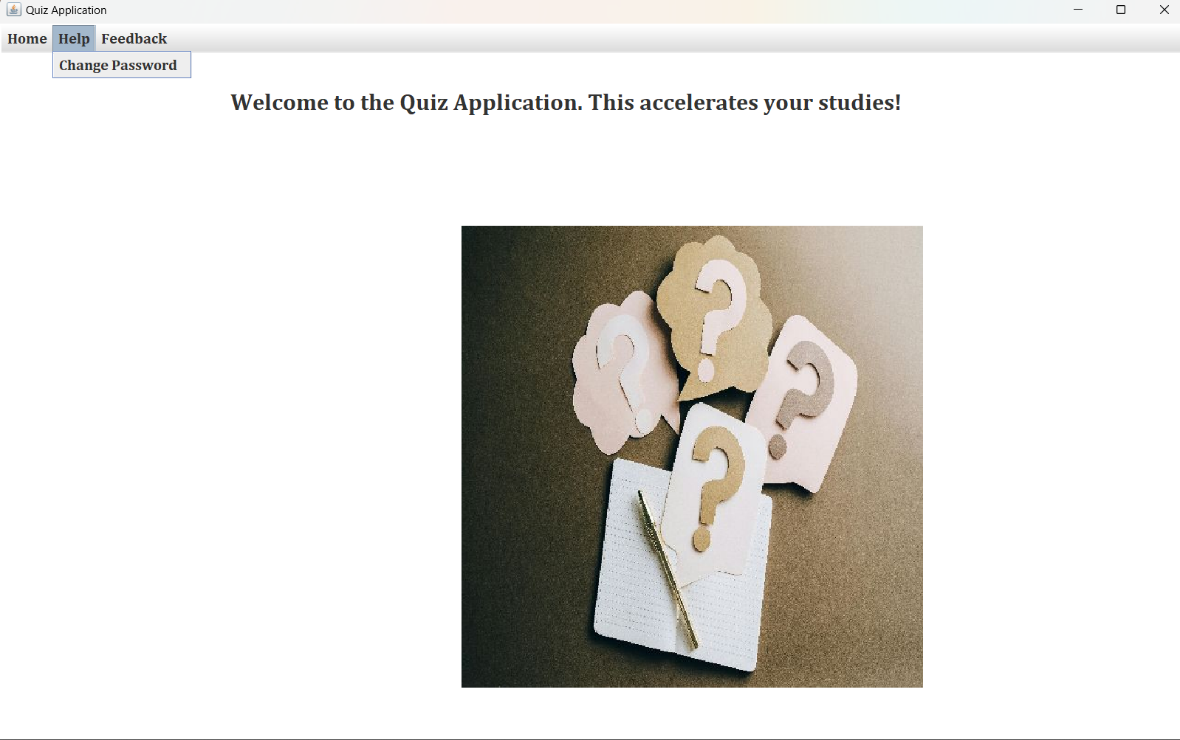 Quiz Application
Home Help Feedback
Change Password
Welcome to the Quiz Application. This accelerates your studies!
? ? ? ?